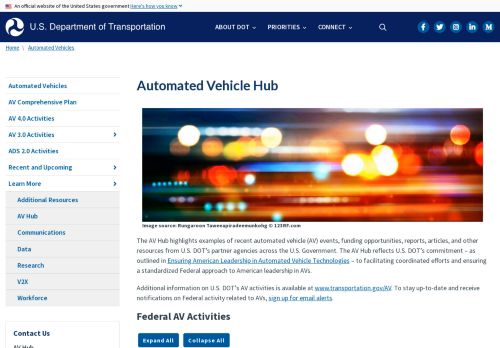 An official website of the United States government Here's how you know
U.S. Department of Transportation
ABOUT DOT
PRIORITIES
CONNECT
Home \ Automated Vehicles
Automated Vehicles
AV Comprehensive Plan
AV 4.0 Activities
AV 3.0 Activities
ADS 2.0 Activities
Recent and Upcoming
Learn More
Additional Resources
AV Hub
Communications
Data
Research
V2X
Workforce
Contact Us
AV Hub
Automated Vehicle Hub
Image source: Rungaroon Taweeapiradeemunkohg © 123RF.com
The AV Hub highlights examples of recent automated vehicle (AV) events, funding opportunities, reports, articles, and other
resources from U.S. DOT's partner agencies across the U.S. Government. The AV Hub reflects U.S. DOT's commitment – as
outlined in Ensuring American Leadership in Automated Vehicle Technologies – to facilitating coordinated efforts and ensuring
a standardized Federal approach to American leadership in AVs.
Additional information on U.S. DOT's AV activities is available at www.transportation.gov/AV. To stay up-to-date and receive
notifications on Federal activity related to AVs, sign up for email alerts.
Federal AV Activities
Expand All
Collapse All